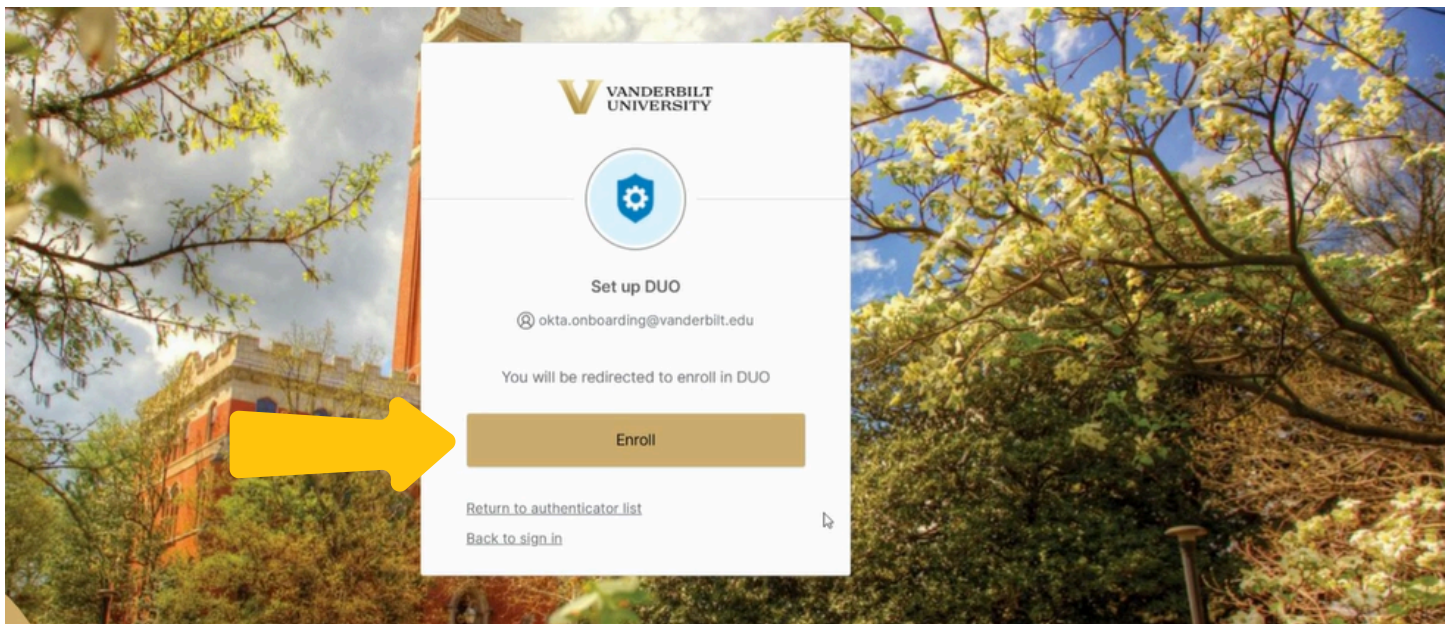 VANDERBILT
UNIVERSITY
Set up DUO
okta.onboarding@vanderbilt.edu
You will be redirected to enroll in DUO
Enroll
Return to authenticator list
Back to sign in